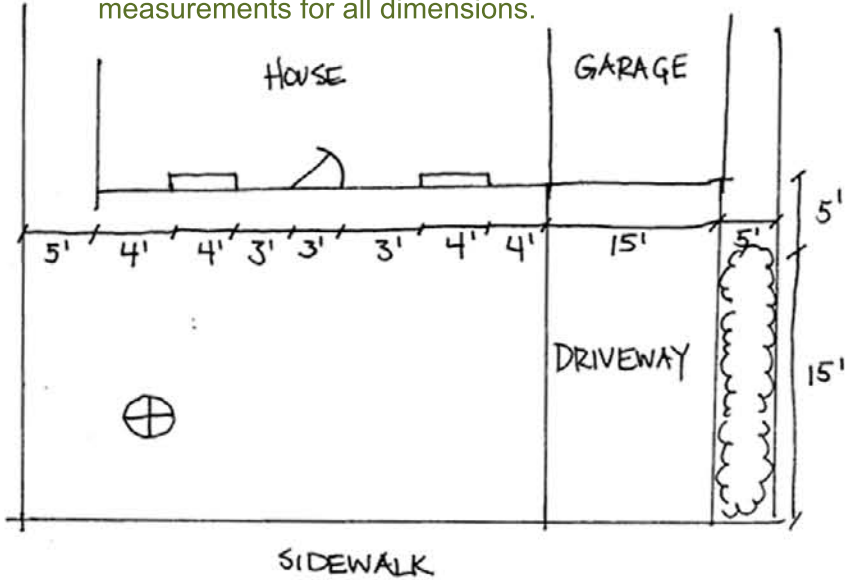 measurements for all dimensions.
HOUSE
GARAGE
5'
5' 4' 4' 3' 3' 3' 4' 4' 15' 5'
DRIVEWAY
15'
SIDEWALK